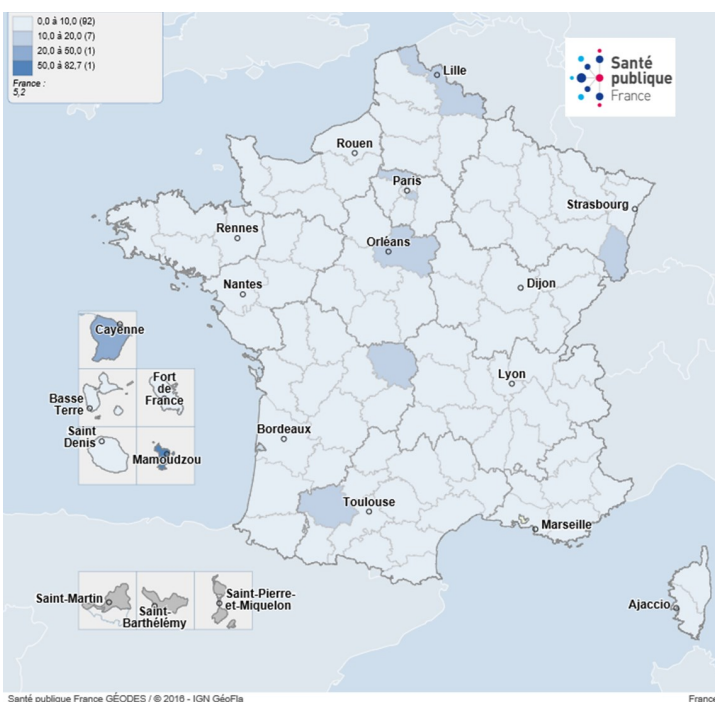 0,0 à 10,0 (92)
10,0 à 20,0 (7)
20,0 à 50,0 (1)
50,0 à 82,7 (1)
France :
5,2
Santé
publique
France
Lille
Rouen
Paris
Strasbourg
Rennes
Orléans
Nantes
Dijon
Cayenne
Lyon
Fort
de
France
Basse
Terre
Saint
Denis
Bordeaux
Mamoudzou
Toulouse
Marseille
Saint-Martin
Saint-
Barthélémy
Saint-Pierre-
et-Miquelon
Ajaccio
Santé publique France GÉODES / © 2016 - IGN GéoFla
France